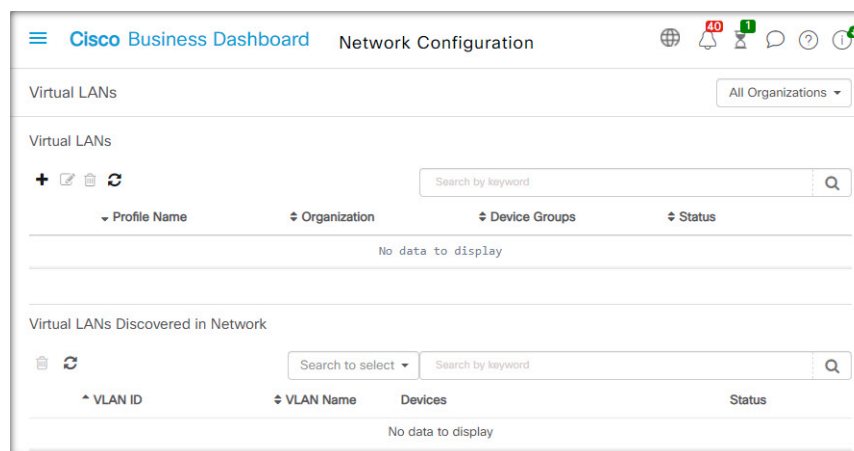 Cisco Business Dashboard Network Configuration 40 1
Virtual LANs All Organizations
Virtual LANs
Search by keyword
Profile Name Organization Device Groups Status
No data to display
Virtual LANs Discovered in Network
Search to select Search by keyword
VLAN ID VLAN Name Devices Status
No data to display